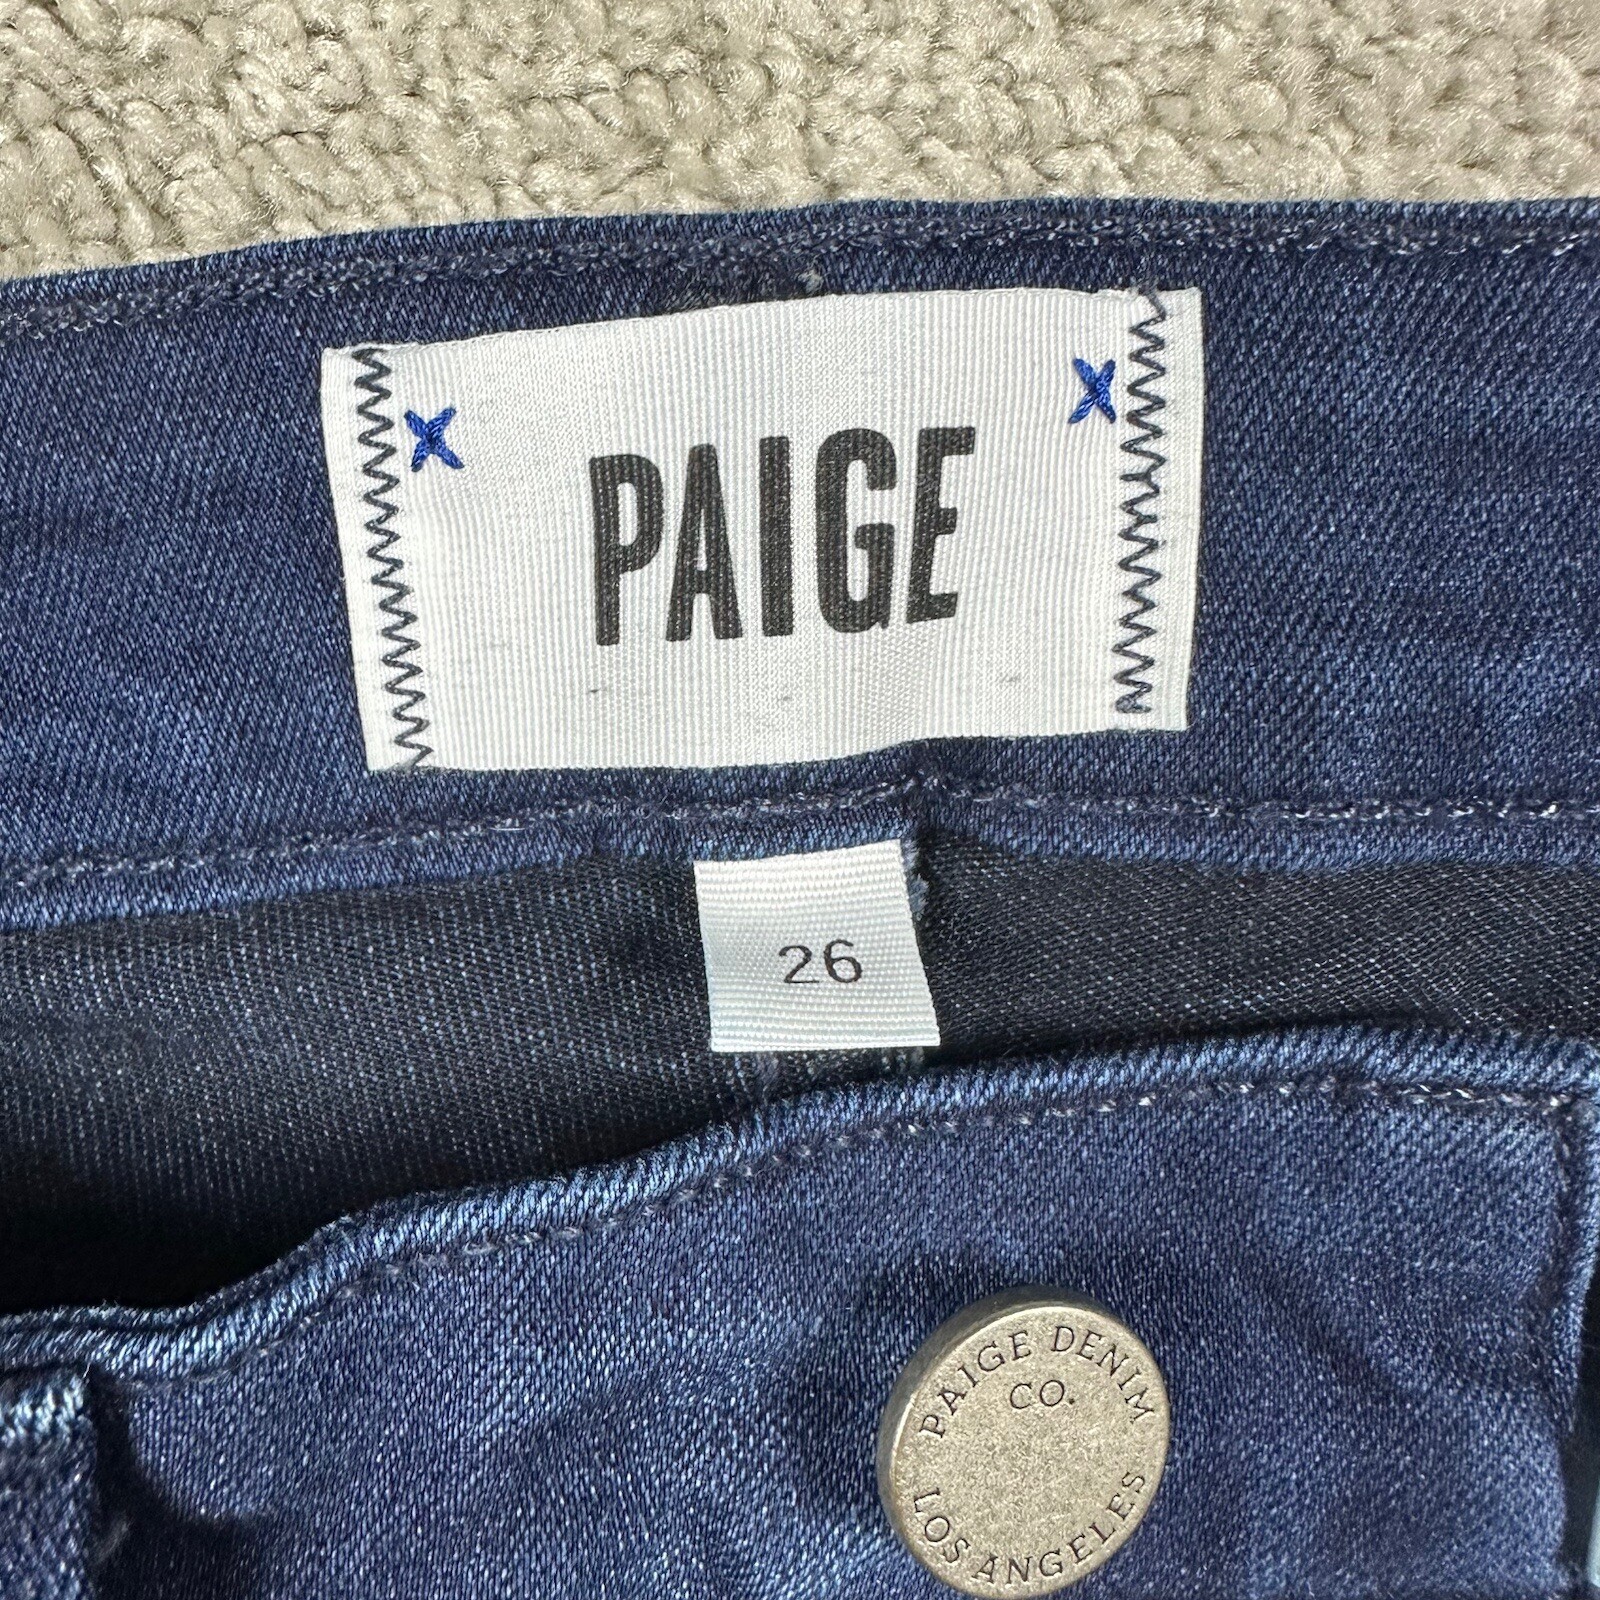 PAIGE
26
PAIGE DENIM
CO.
LOS ANGELES